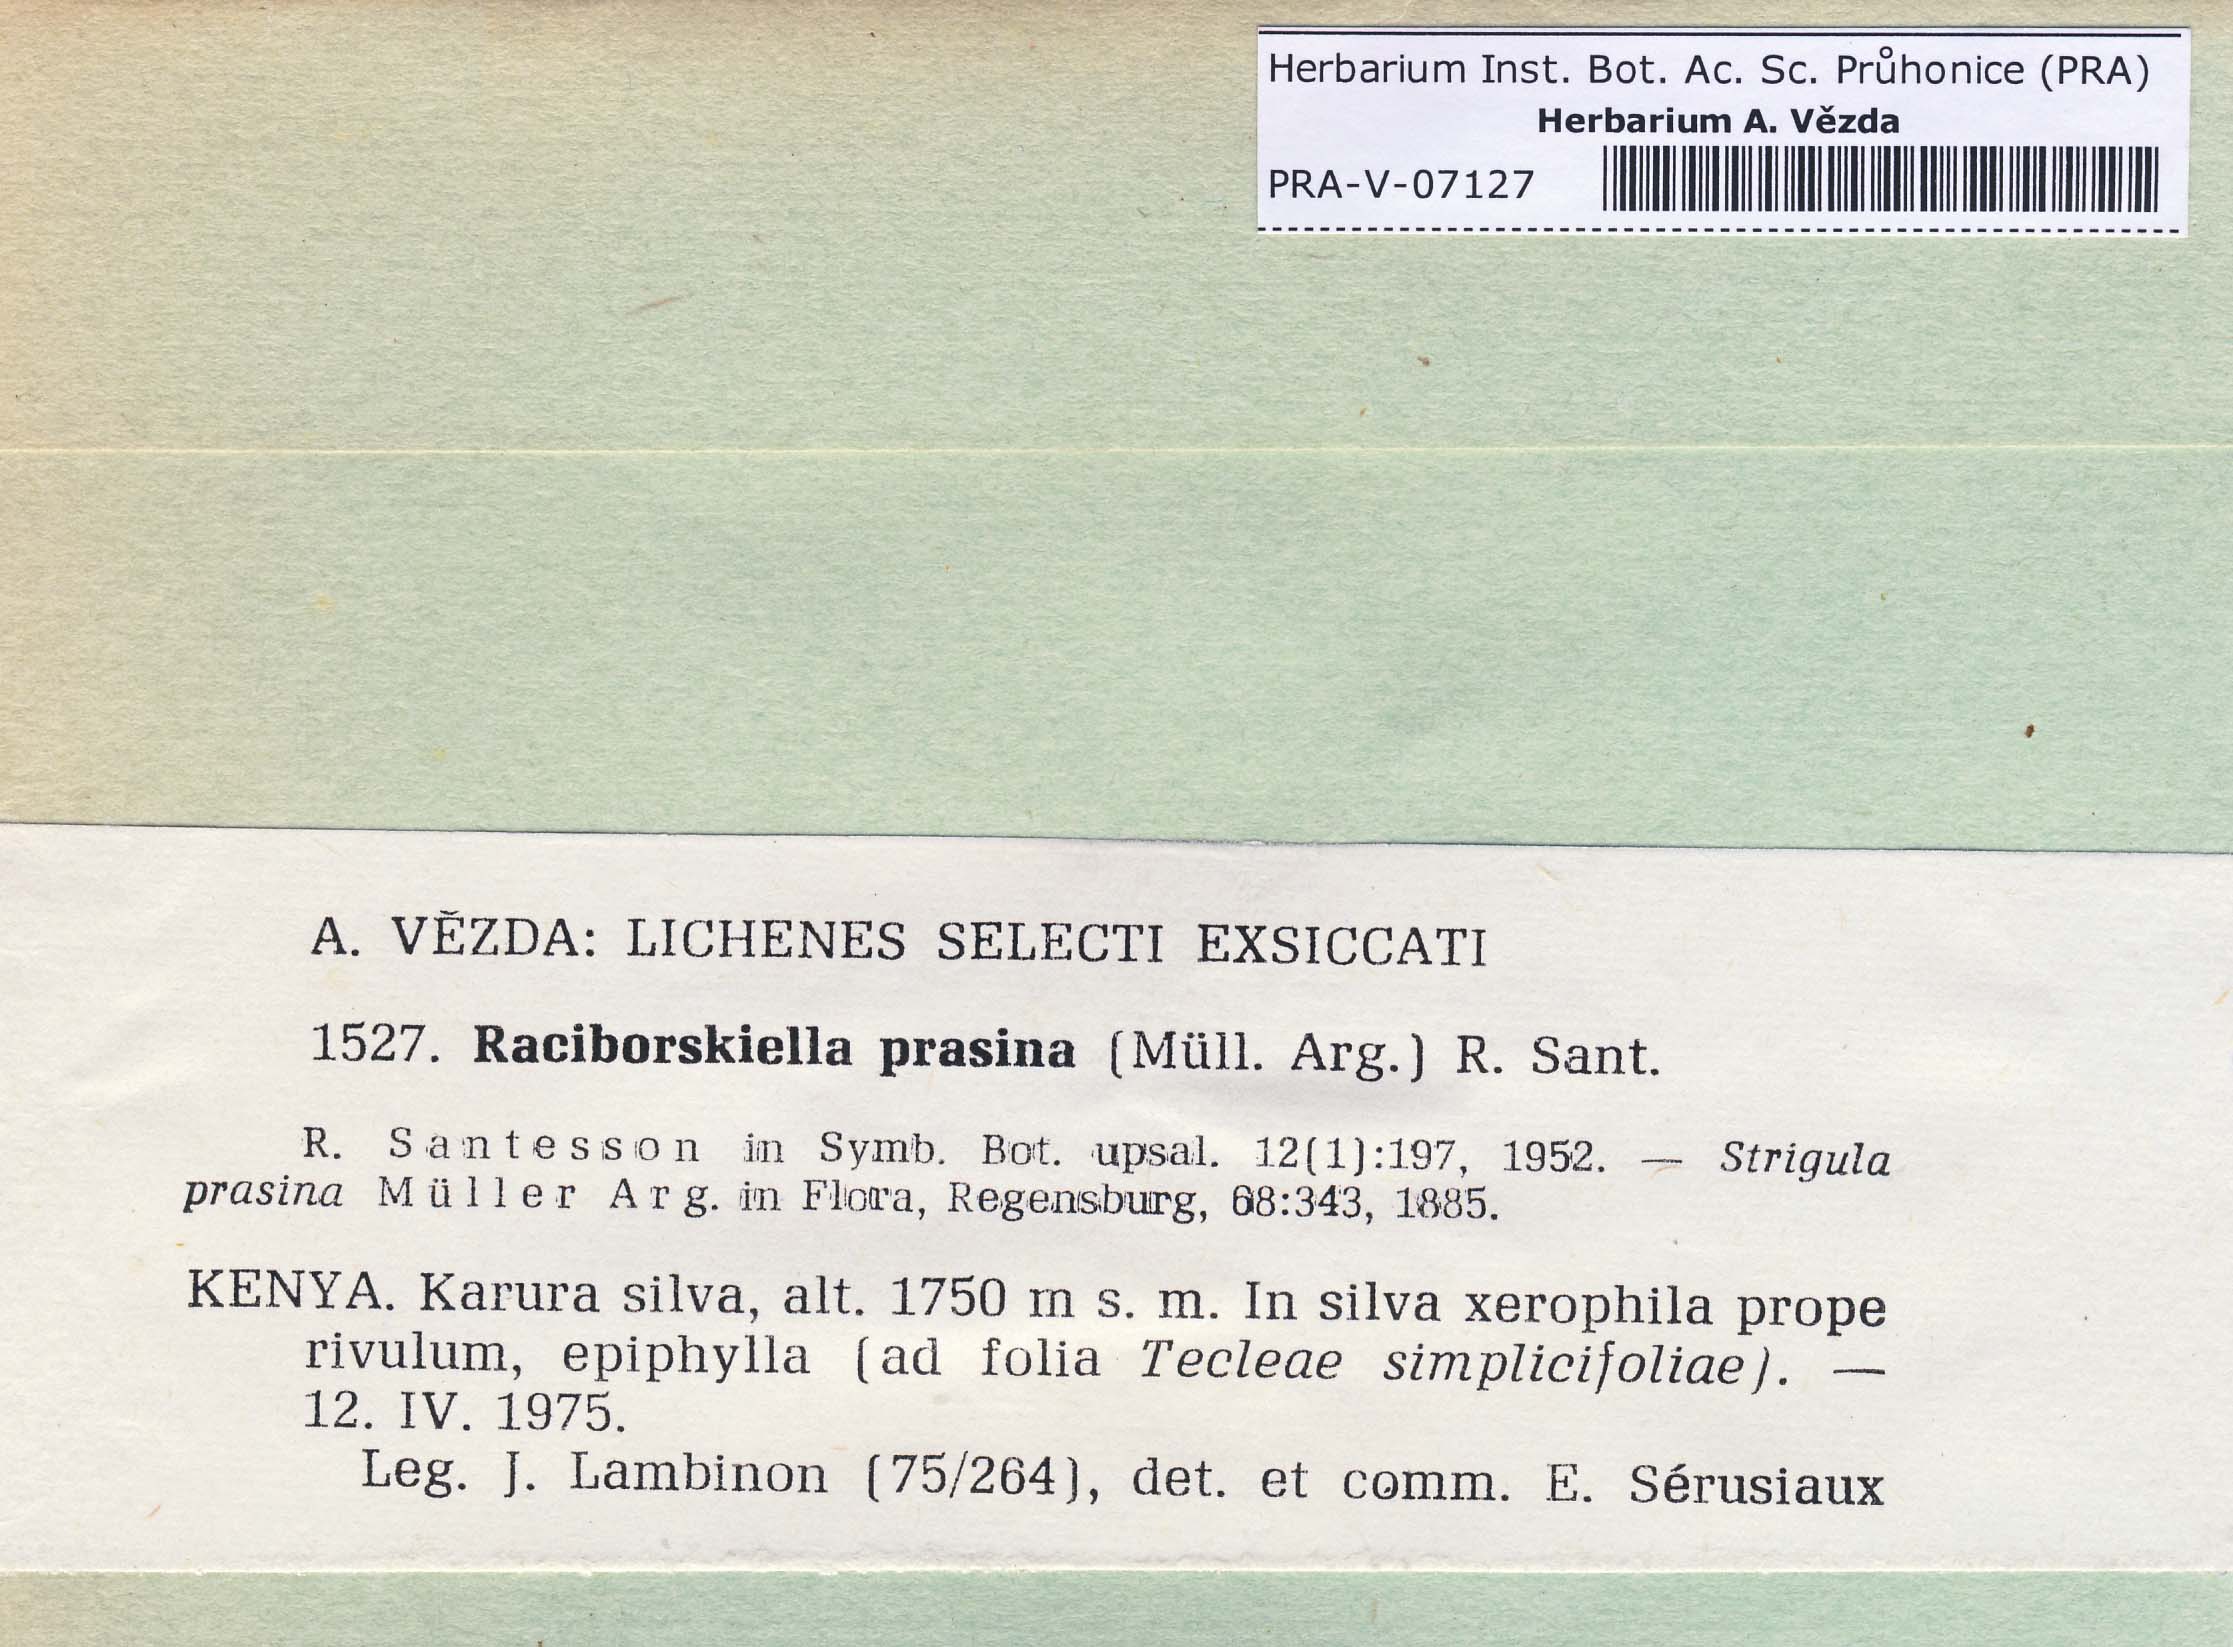 Herbarium Inst. Bot. Ac. Sc. Průhonice (PRA)
Herbarium A. Vězda
PRA-V-07127
A. VĚZDA: LICHENES SELECTI EXSICCATI
1527. Raciborskiella prasina (Müll. Arg.) R. Sant.
R. Santesson in Symb. Bot. upsal. 12(1):197, 1952. — Strigula
prasina Müller Arg. in Flora, Regensburg, 68:343, 1885.
KENYA. Karura silva, alt. 1750 m s. m. In silva xerophila prope
rivulum, epiphylla (ad folia Tecleae simplicifoliae). —
12. IV. 1975.
Leg. J. Lambinon (75/264), det. et comm. E. Sérusiaux